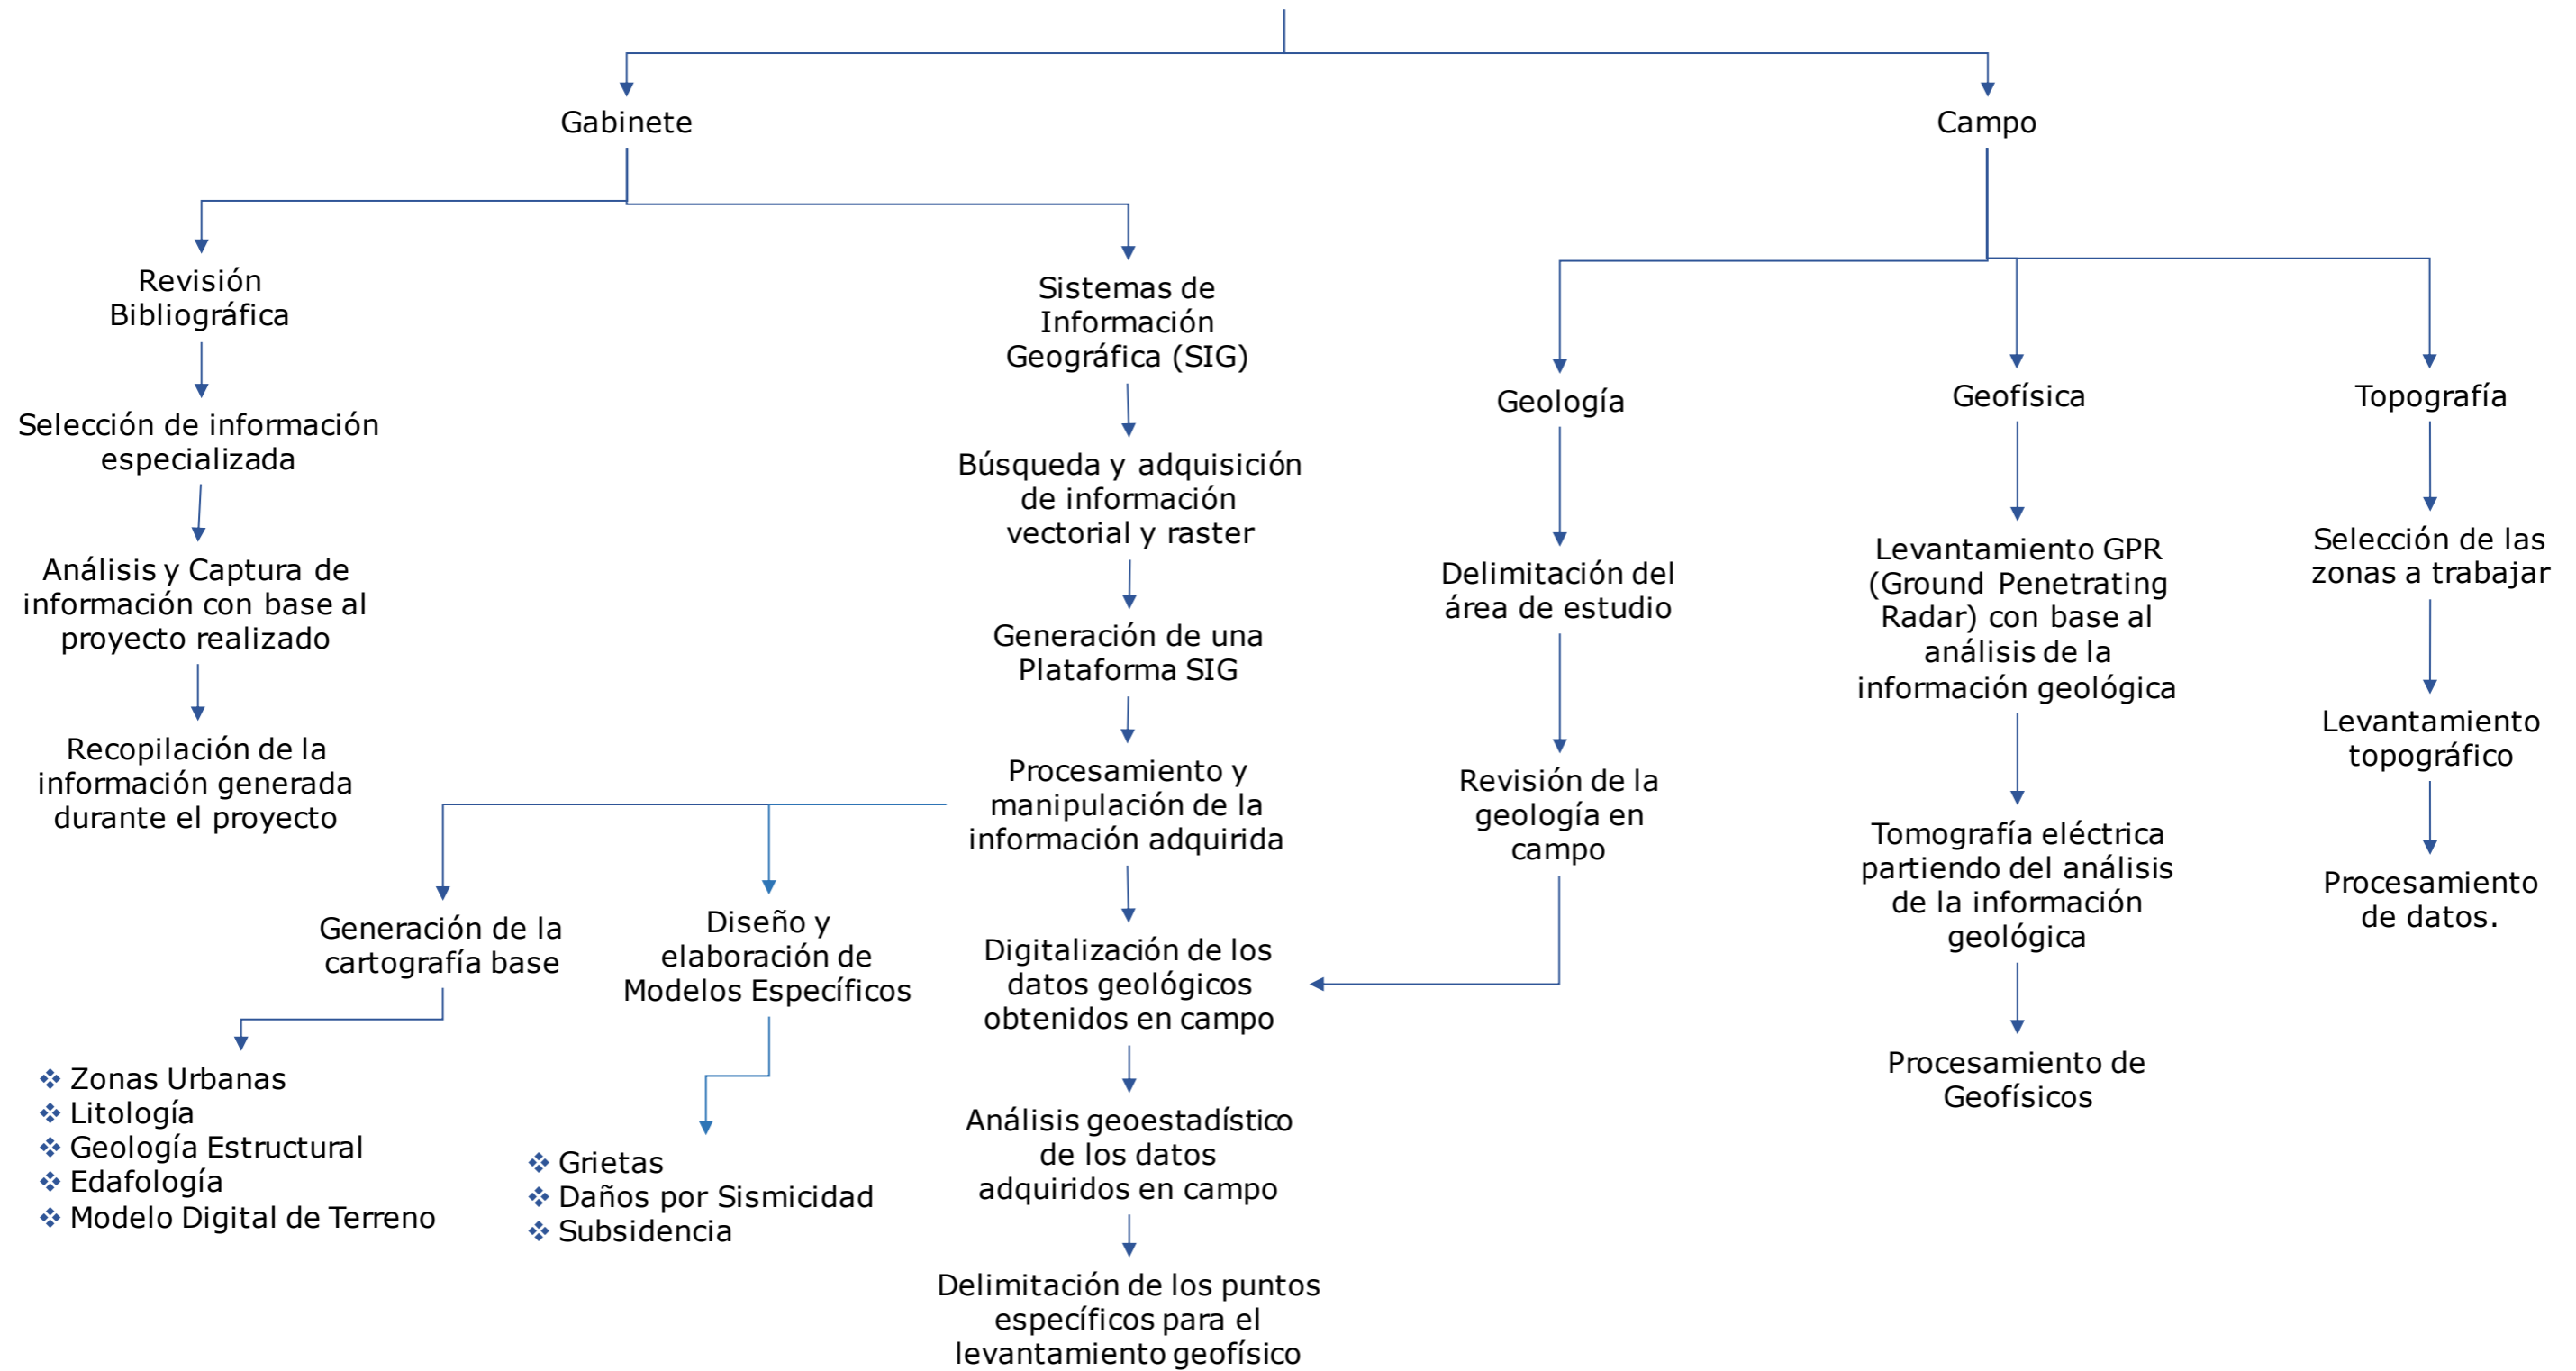 Gabinete
Campo
Revisión
Bibliográfica
Selección de información
especializada
Análisis y Captura de
información con base al
proyecto realizado
Recopilación de la
información generada
durante el proyecto
Sistemas de
Información
Geográfica (SIG)
Búsqueda y adquisición
de información
vectorial y raster
Generación de una
Plataforma SIG
Procesamiento y
manipulación de la
información adquirida
Generación de la
cartografía base
❖ Zonas Urbanas
❖ Litología
❖ Geología Estructural
❖ Edafología
❖ Modelo Digital de Terreno
Diseño y
elaboración de
Modelos Específicos
❖ Grietas
❖ Daños por Sismicidad
❖ Subsidencia
Digitalización de los
datos geológicos
obtenidos en campo
Análisis geoestadístico
de los datos
adquiridos en campo
Delimitación de los puntos
específicos para el
levantamiento geofísico
Geología
Delimitación del
área de estudio
Revisión de la
geología en
campo
Geofísica
Levantamiento GPR
(Ground Penetrating
Radar) con base al
análisis de la
información geológica
Tomografía eléctrica
partiendo del análisis
de la información
geológica
Procesamiento de
Geofísicos
Topografía
Selección de las
zonas a trabajar
Levantamiento
topográfico
Procesamiento
de datos.